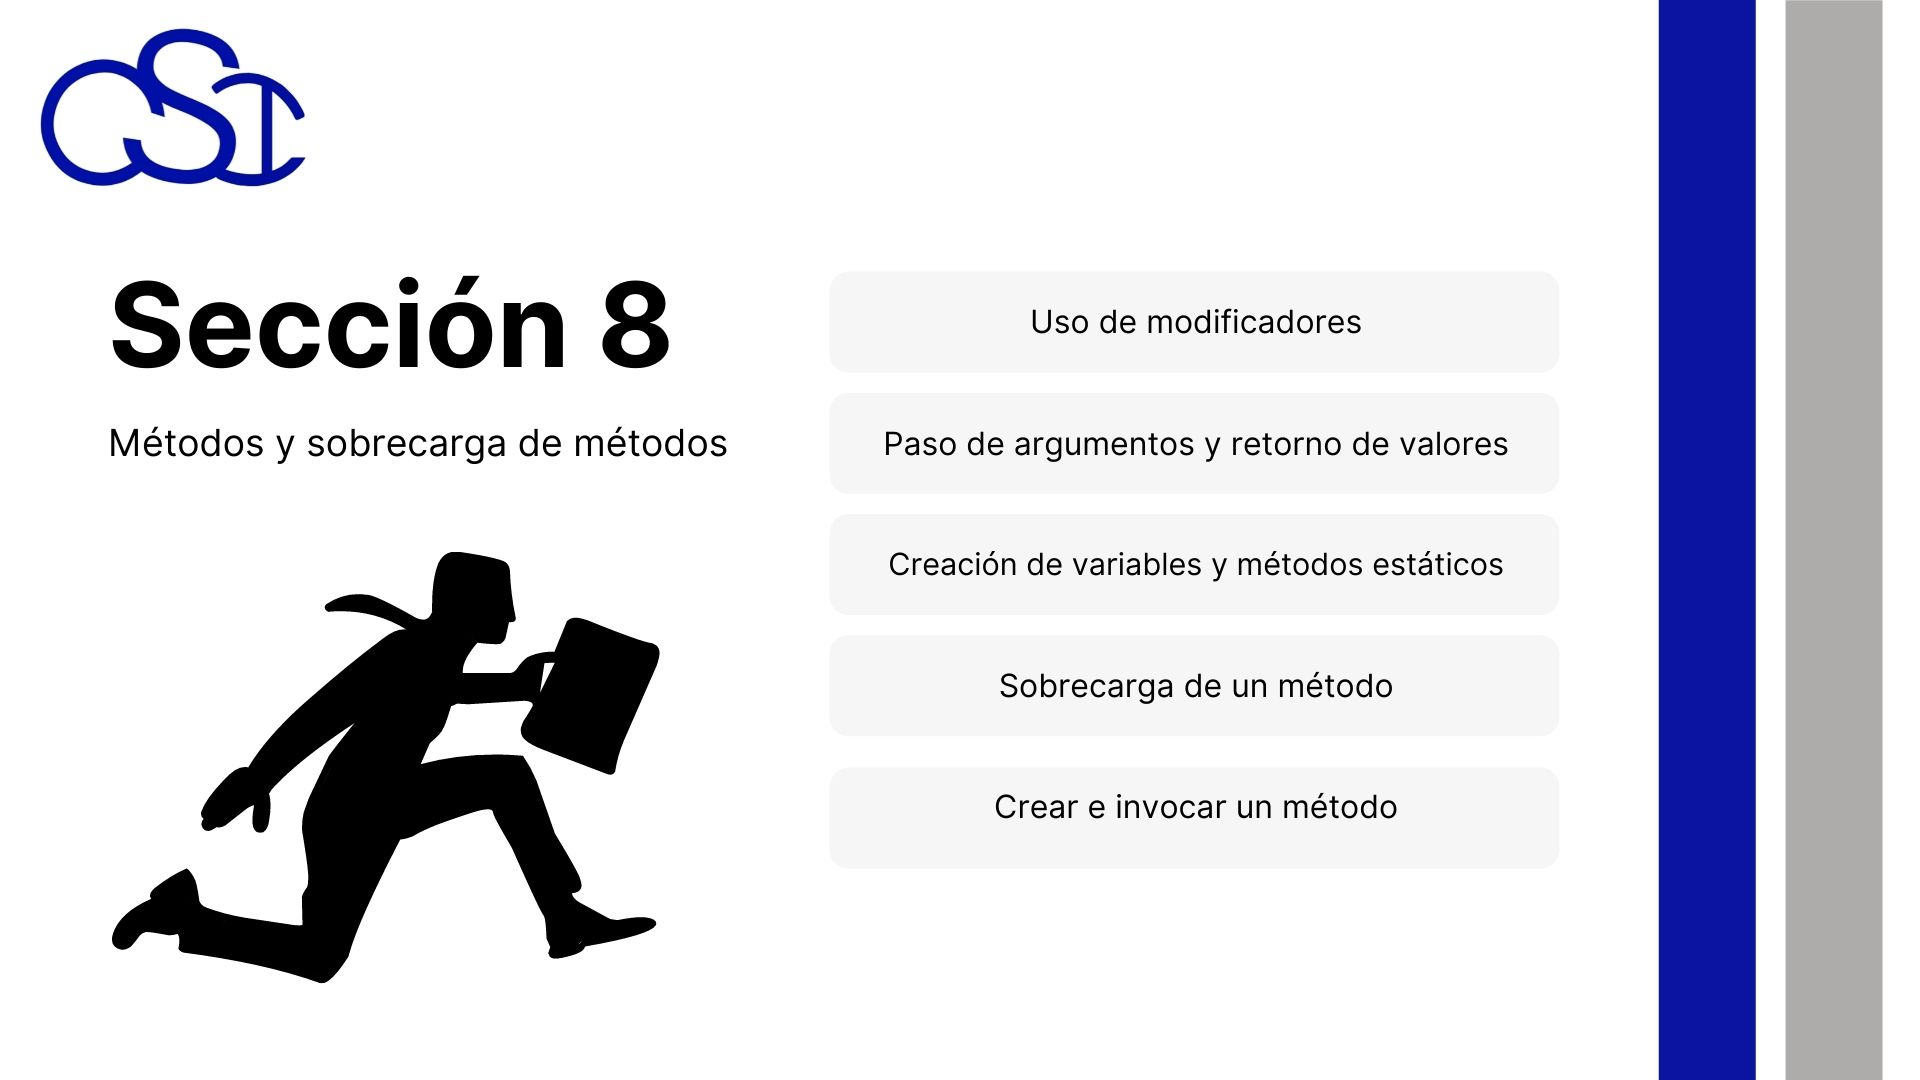 CSTI
Sección 8
Métodos y sobrecarga de métodos
Uso de modificadores
Paso de argumentos y retorno de valores
Creación de variables y métodos estáticos
Sobrecarga de un método
Crear e invocar un método